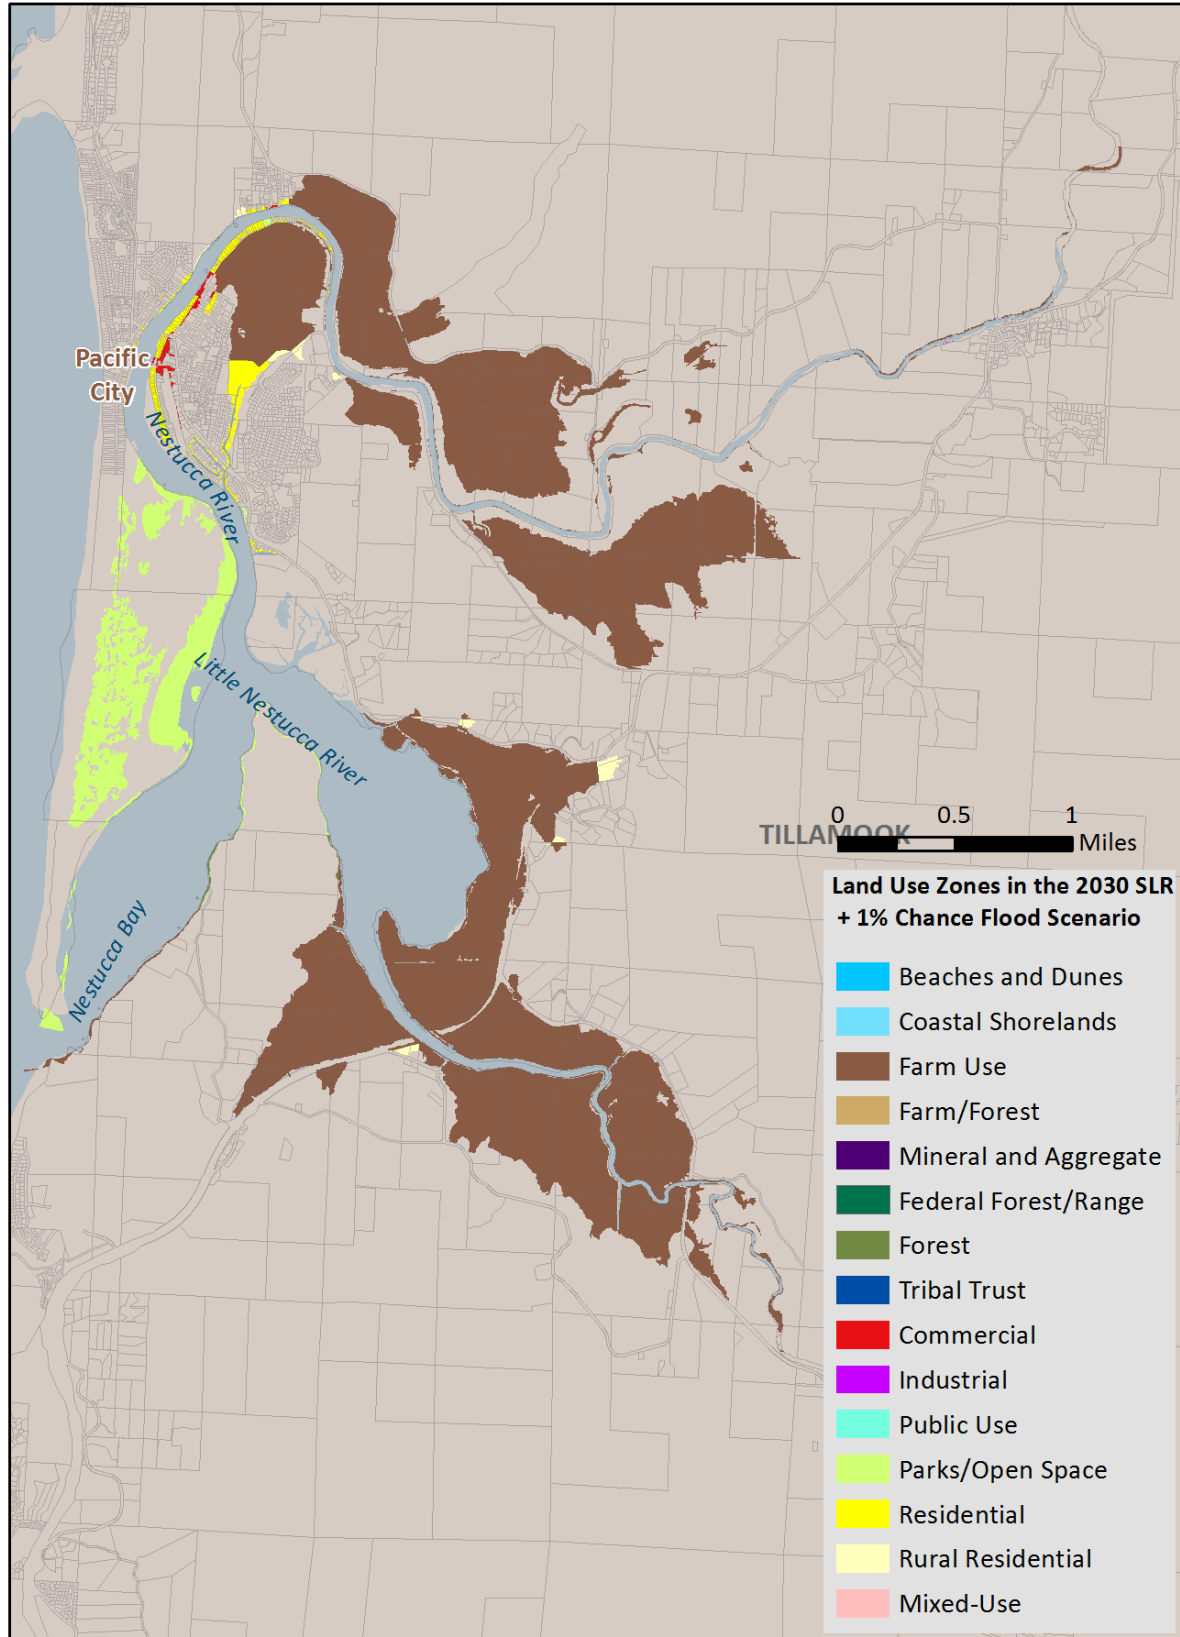 Pacific
City
Nestucca River
Little Nestucca River
Nestucca Bay
0 0.5 1
TILLAMOOK
Miles
Land Use Zones in the 2030 SLR
+ 1% Chance Flood Scenario
Beaches and Dunes
Coastal Shorelands
Farm Use
Farm/Forest
Mineral and Aggregate
Federal Forest/Range
Forest
Tribal Trust
Commercial
Industrial
Public Use
Parks/Open Space
Residential
Rural Residential
Mixed-Use